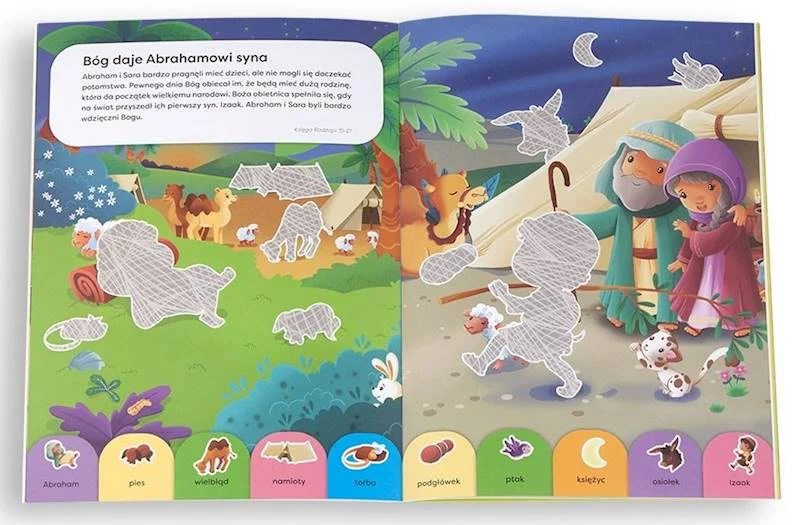 Bóg daje Abrahamowi syna
Abraham i Sara bardzo pragnęli mieć dzieci, ale nie mogli się doczekać
potomstwa. Pewnego dnia Bóg obiecał im, że będą mieć dużą rodzinę,
która da początek wielkiemu narodowi. Boża obietnica spełniła się, gdy
na świat przyszedł ich pierwszy syn, Izaak. Abraham i Sara byli bardzo
wdzięczni Bogu.
Księga Rodzaju 15-21
Abraham
pies
wielbłąd
namioty
torba
podgłówek
ptak
księżyc
osiołek
Izaak